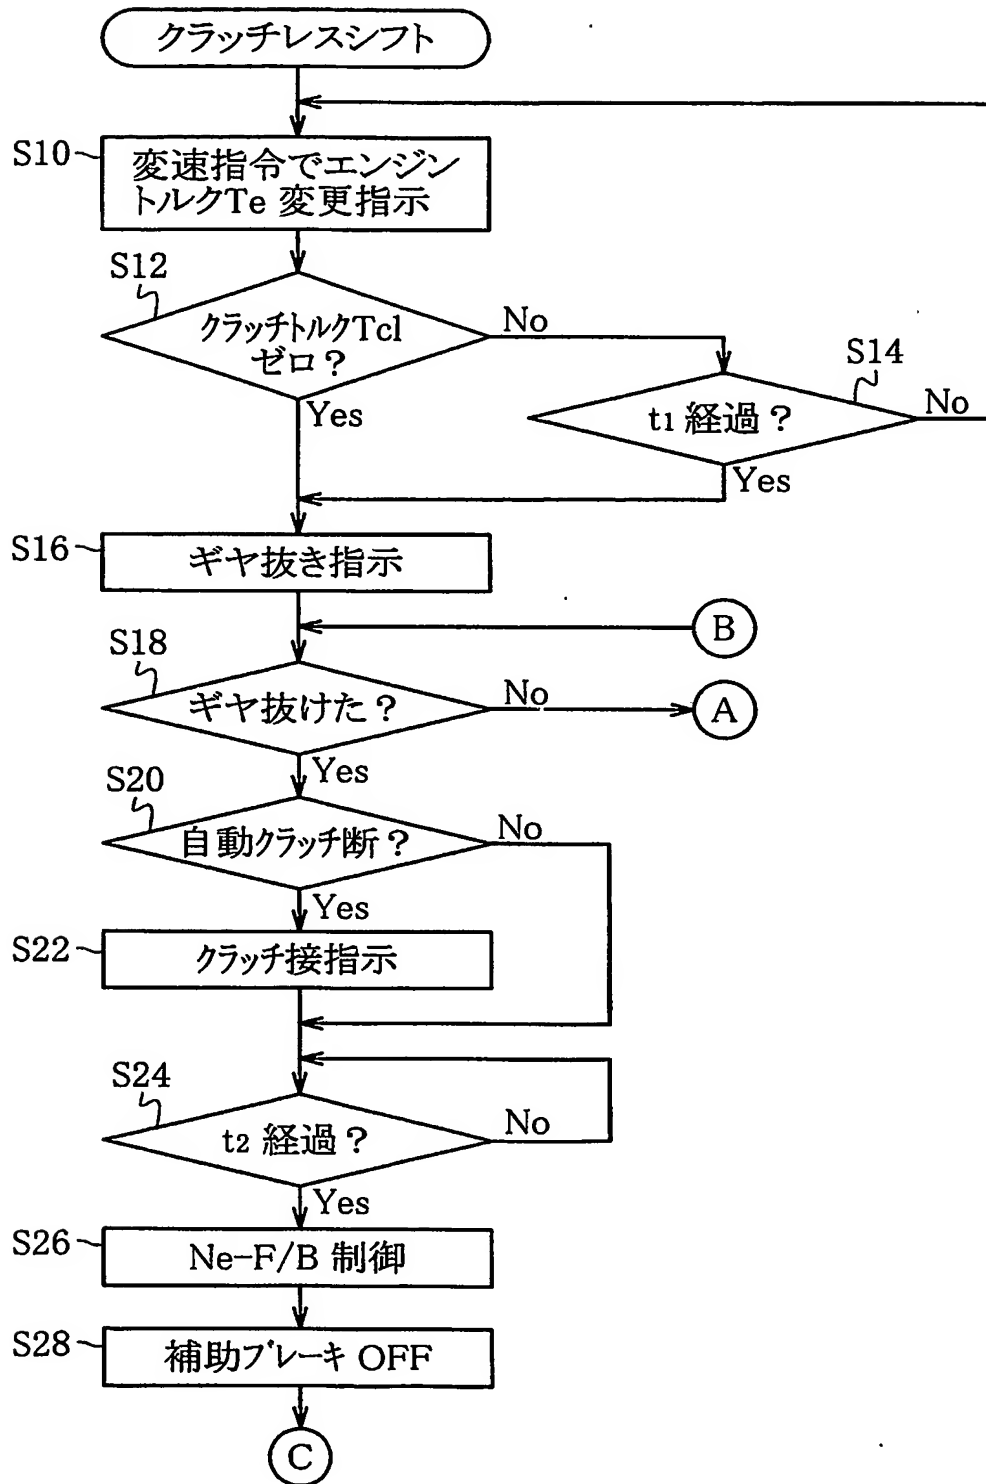 クラッチレスシフト
S10
変速指令でエンジン
トルクTe 変更指示
S12
クラッチトルクTcl
ゼロ？
No
S14
t1 経過？
No
Yes
Yes
S16
ギヤ抜き指示
B
S18
ギヤ抜けた？
No
A
Yes
S20
自動クラッチ断？
No
Yes
S22
クラッチ接指示
S24
t2 経過？
No
Yes
S26
Ne-F/B 制御
S28
補助ブレーキ OFF
C